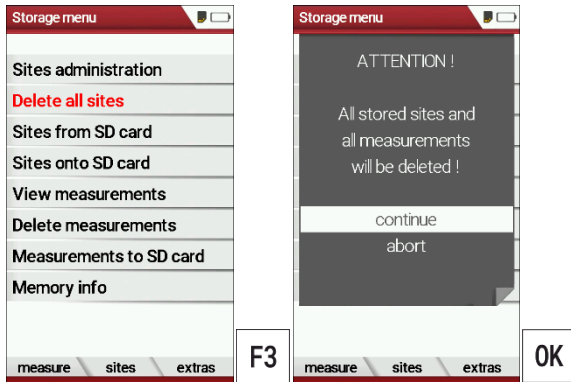 Storage menu
Sites administration
Delete all sites
Sites from SD card
Sites onto SD card
View measurements
Delete measurements
Measurements to SD card
Memory info
measure sites extras
F3
Storage menu
ATTENTION !
All stored sites and
all measurements
will be deleted !
continue
abort
measure sites extras
OK